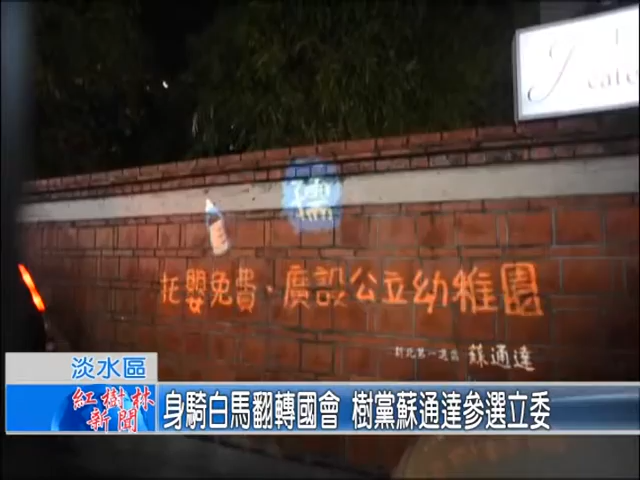 cafe
托嬰免費、廣設公立幼稚園
新北第一選區 蘇通達
淡水區
紅樹林
新聞
身騎白馬翻轉國會 樹黨蘇通達參選立委